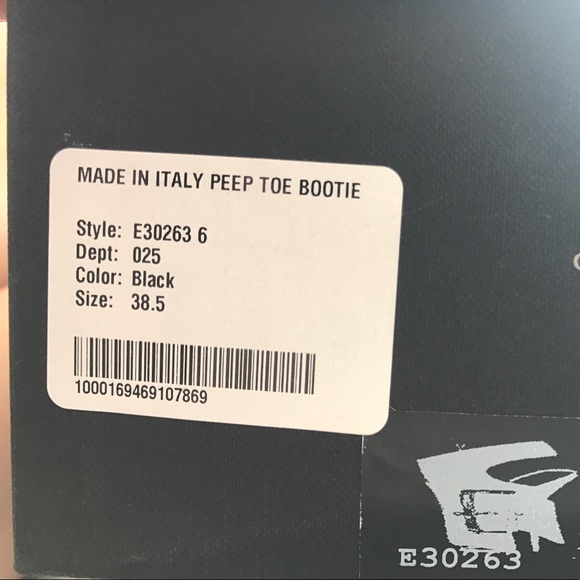 MADE IN ITALY PEEP TOE BOOTIE
Style: E30263 6
Dept: 025
Color: Black
Size: 38.5
1000169469107869
E30263